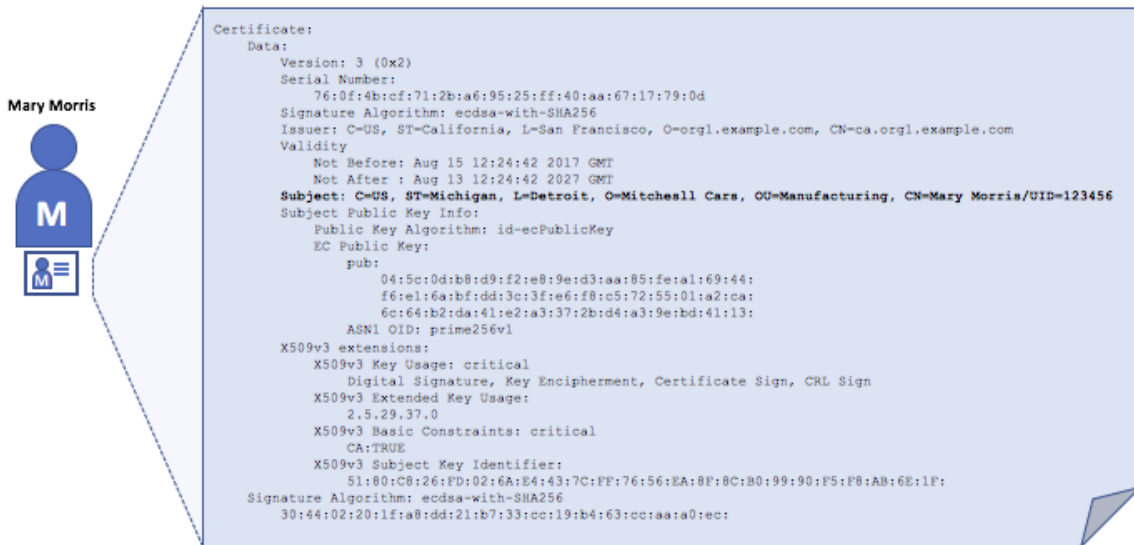 Mary Morris
M
M
Certificate:
Data:
Version: 3 (0x2)
Serial Number:
76:0f:4b:cf:71:2b:a6:95:25:ff:40:aa:67:17:79:0d
Signature Algorithm: ecdsa-with-SHA256
Issuer: C=US, ST=California, L=San Francisco, O=org1.example.com, CN=ca.org1.example.com
Validity
Not Before: Aug 15 12:24:42 2017 GMT
Not After : Aug 13 12:24:42 2027 GMT
Subject: C=US, ST=Michigan, L=Detroit, O=Mitchesll Cars, OU=Manufacturing, CN=Mary Morris/UID=123456
Subject Public Key Info:
Public Key Algorithm: id-ecPublicKey
EC Public Key:
pub:
04:5c:0d:b8:d9:f2:e8:9e:d3:aa:85:fe:a1:69:44:
f6:e1:6a:bf:dd:3c:3f:e6:f8:c5:72:55:01:a2:ca:
6c:64:b2:da:41:e2:a3:37:2b:d4:a3:9e:bd:41:13:
ASN1 OID: prime256v1
X509v3 extensions:
X509v3 Key Usage: critical
Digital Signature, Key Encipherment, Certificate Sign, CRL Sign
X509v3 Extended Key Usage:
2.5.29.37.0
X509v3 Basic Constraints: critical
CA:TRUE
X509v3 Subject Key Identifier:
51:80:C8:26:FD:02:6A:E4:43:7C:FF:76:56:EA:8F:8C:B0:99:90:F5:F8:AB:6E:1F:
Signature Algorithm: ecdsa-with-SHA256
30:44:02:20:1f:a8:dd:21:b7:33:cc:19:b4:63:cc:aa:a0:ec: